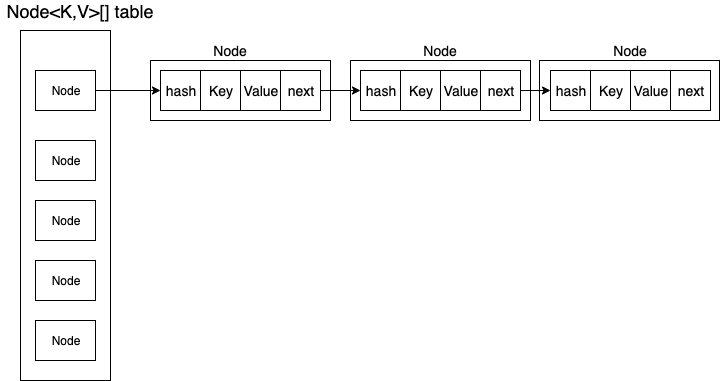 Node<K,V>[] table
Node Node Node
Node hash Key Value next hash Key Value next hash Key Value next
Node
Node
Node
Node